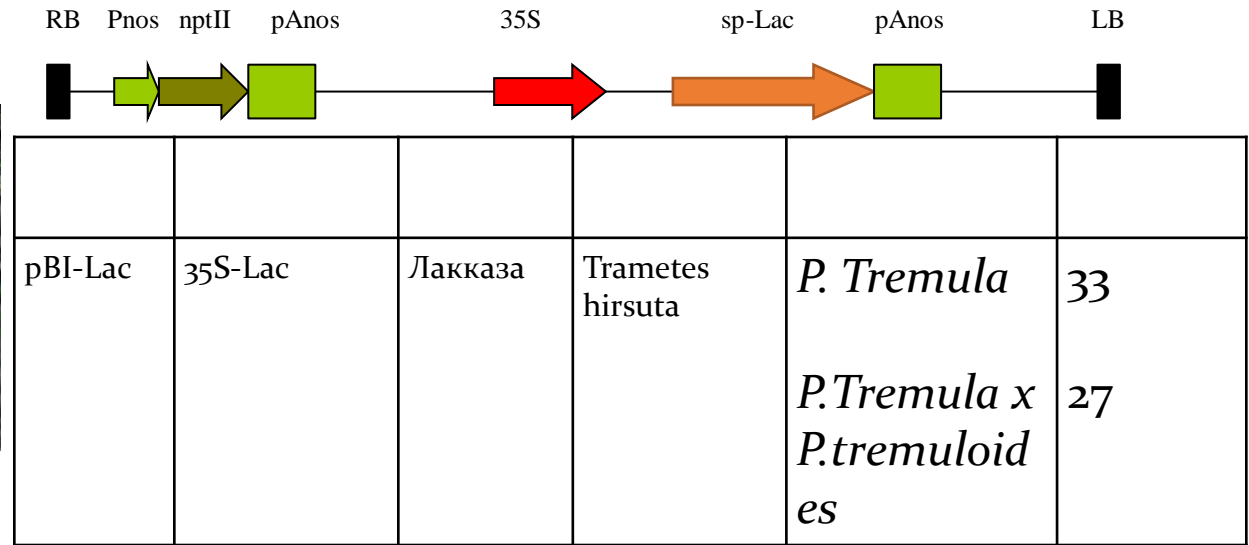 RB Pnos nptII pAnos 35S sp-Lac pAnos LB
pBI-Lac 35S-Lac Лакказа Trametes hirsuta P. Tremula 33
P.Tremula x P.tremuloid es 27